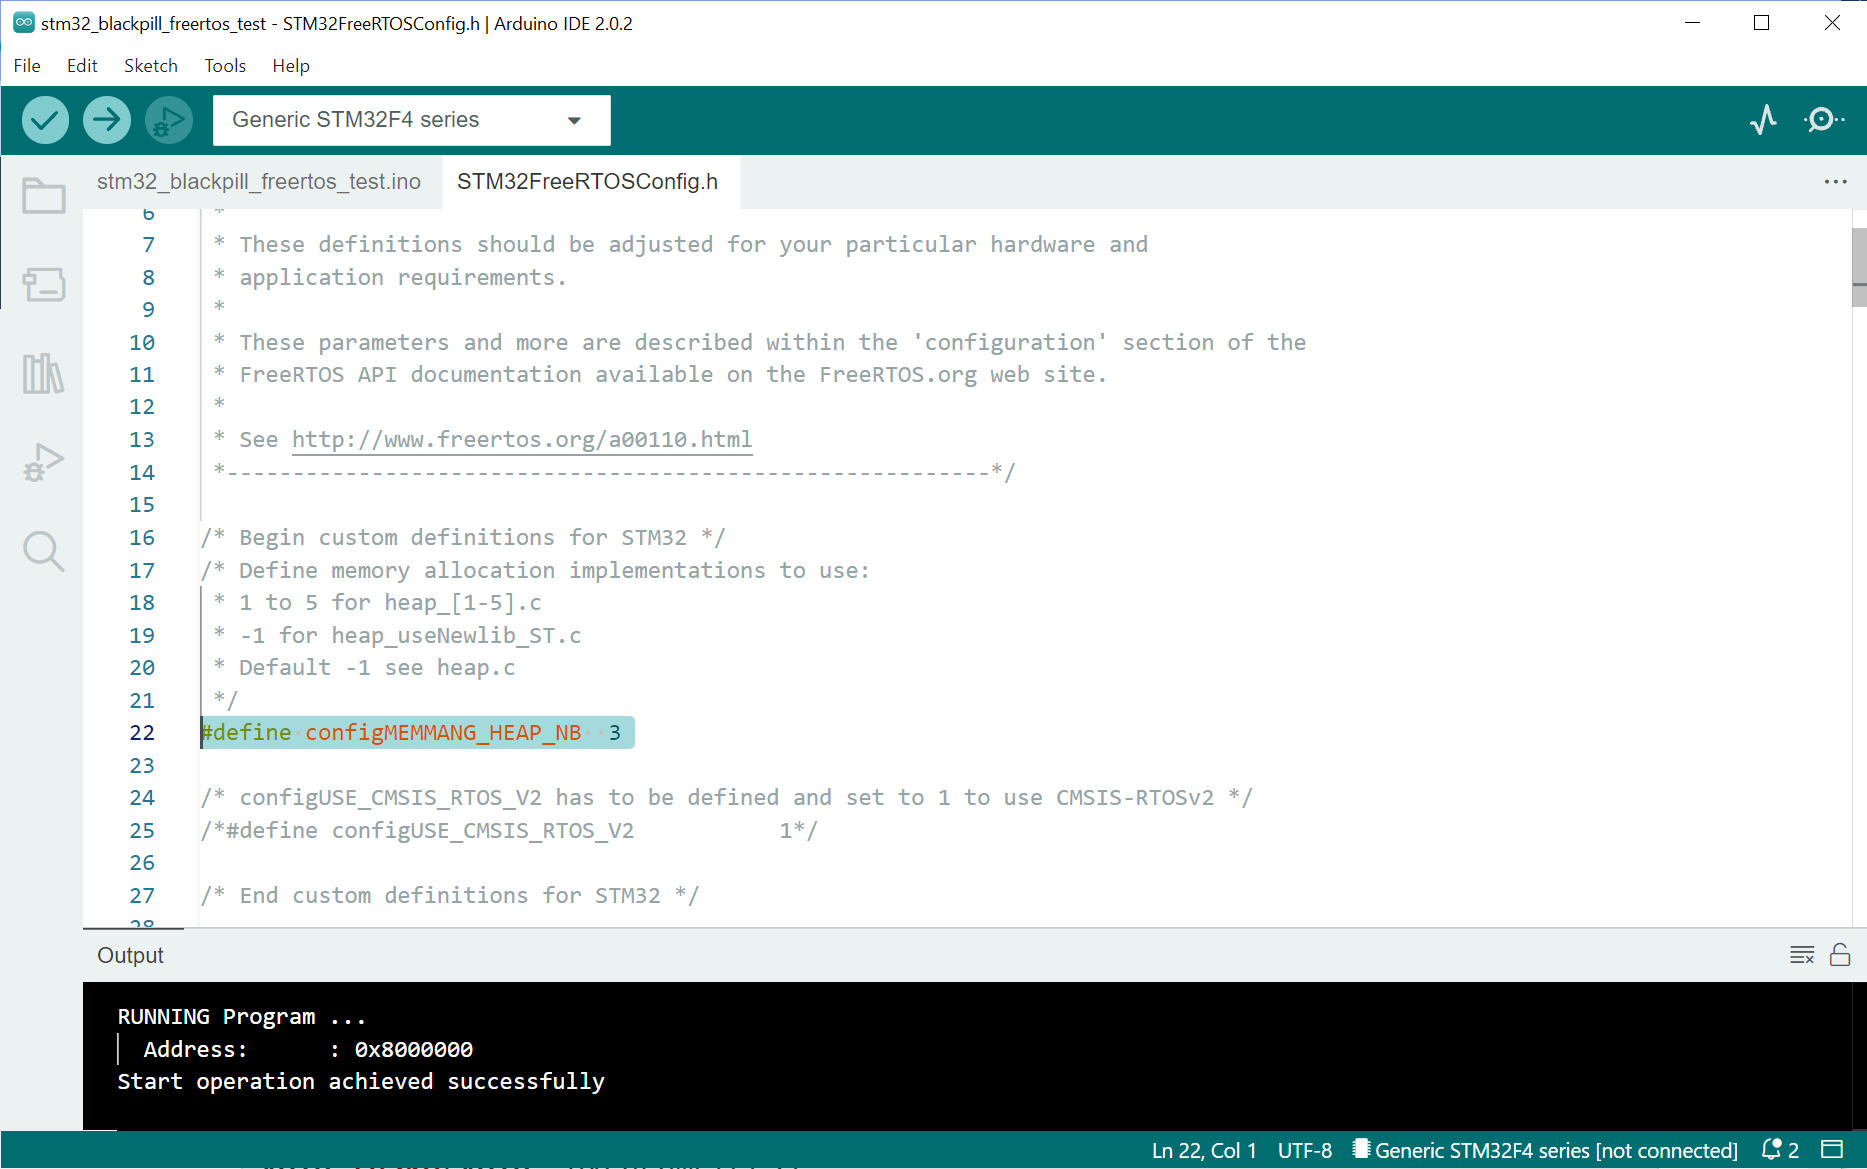 stm32_blackpill_freertos_test - STM32FreeRTOSConfig.h | Arduino IDE 2.0.2
File Edit Sketch Tools Help
Generic STM32F4 series
stm32_blackpill_freertos_test.ino STM32FreeRTOSConfig.h
6 *
7 * These definitions should be adjusted for your particular hardware and
8 * application requirements.
9 *
10 * These parameters and more are described within the 'configuration' section of the
11 * FreeRTOS API documentation available on the FreeRTOS.org web site.
12 *
13 * See http://www.freertos.org/a00110.html
14 *----------------------------------------------------------*/
15
16 /* Begin custom definitions for STM32 */
17 /* Define memory allocation implementations to use:
18 * 1 to 5 for heap_[1-5].c
19 * -1 for heap_useNewlib_ST.c
20 * Default -1 see heap.c
21 */
22 #define configMEMMANG_HEAP_NB 3
23
24 /* configUSE_CMSIS_RTOS_V2 has to be defined and set to 1 to use CMSIS-RTOSv2 */
25 /*#define configUSE_CMSIS_RTOS_V2 1*/
26
27 /* End custom definitions for STM32 */
28
Output
RUNNING Program ...
Address: : 0x8000000
Start operation achieved successfully
Ln 22, Col 1 UTF-8 Generic STM32F4 series [not connected] 2